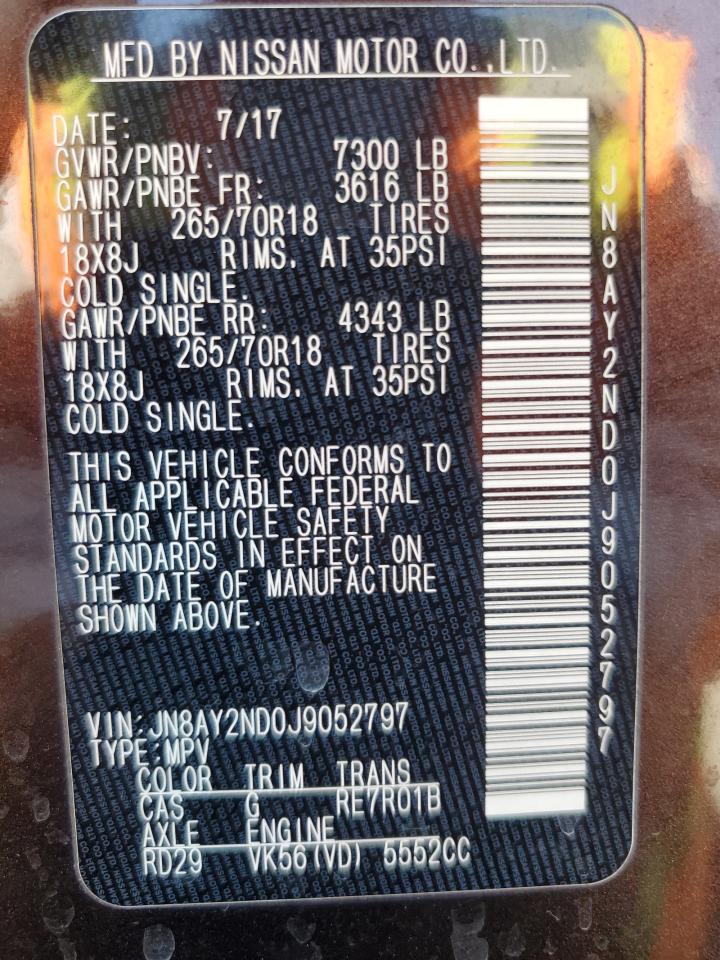 MFD BY NISSAN MOTOR CO.,LTD.
DATE: 7/17
GVWR/PNBV: 7300 LB
GAWR/PNBE FR: 3616 LB
WITH 265/70R18 TIRES
18X8J RIMS, AT 35PSI
COLD SINGLE.
GAWR/PNBE RR: 4343 LB
WITH 265/70R18 TIRES
18X8J RIMS, AT 35PSI
COLD SINGLE.
THIS VEHICLE CONFORMS TO
ALL APPLICABLE FEDERAL
MOTOR VEHICLE SAFETY
STANDARDS IN EFFECT ON
THE DATE OF MANUFACTURE
SHOWN ABOVE.
VIN:JN8AY2ND0J9052797
TYPE:MPV
COLOR TRIM TRANS
CAS G RE7R01B
AXLE ENGINE
RD29 VK56(VD) 5552CC
JN8AY2ND0J9052797